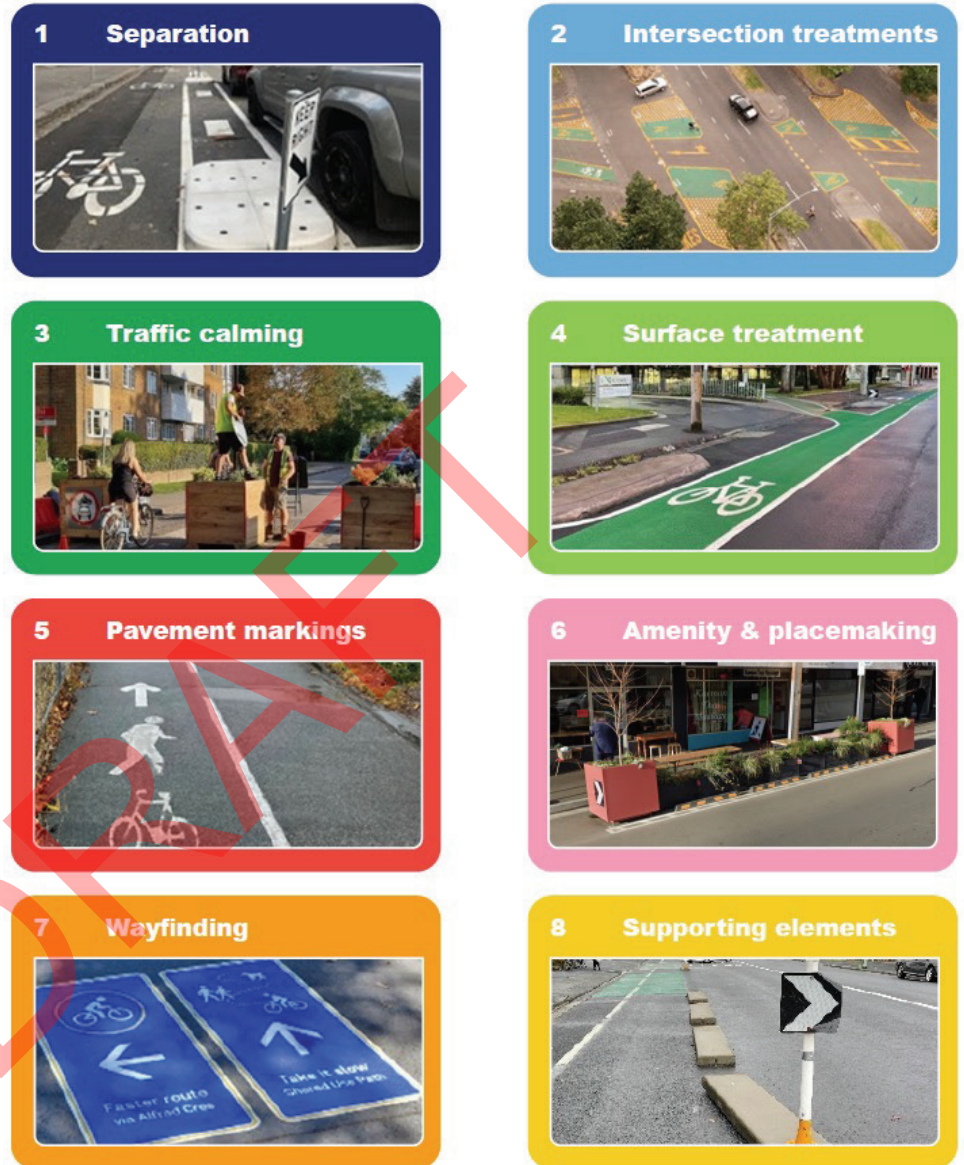 1 Separation
KEEP
RIGHT
2 Intersection treatments
3 Traffic calming
4 Surface treatment
5 Pavement markings
6 Amenity & placemaking
7 Wayfinding
Faster route
via Alfred Cres
Take it slow
Shared Use Path
8 Supporting elements
DRAFT